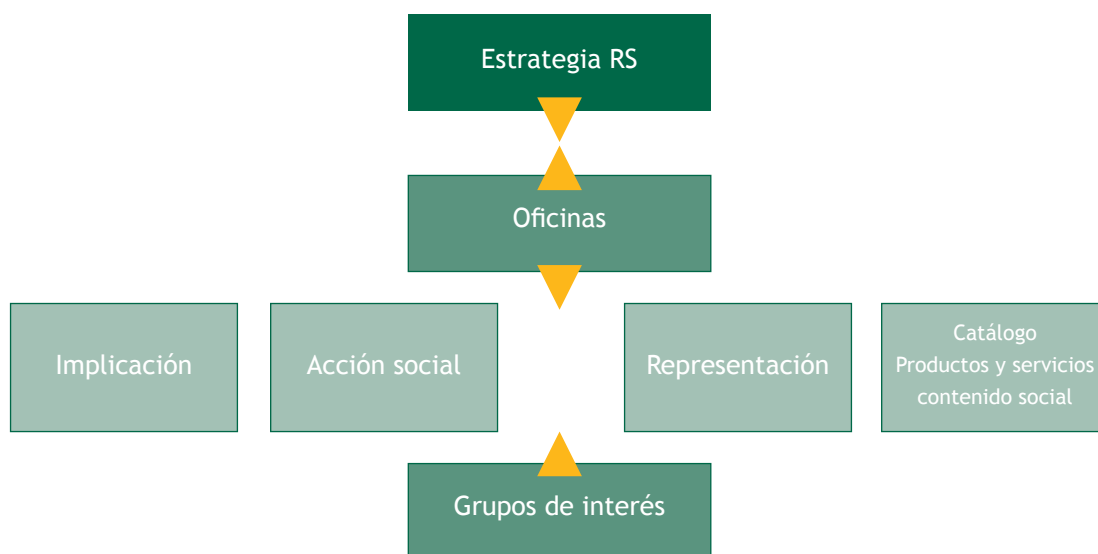 Estrategia RS
Oficinas
Implicación
Acción social
Representación
Catálogo
Productos y servicios
contenido social
Grupos de interés